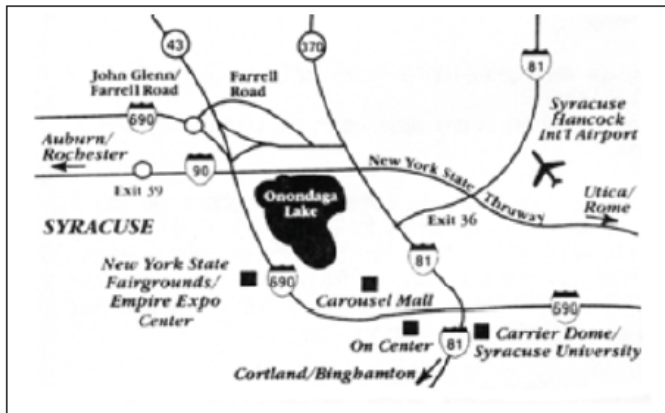 43
370
81
John Glenn/
Farrell Road
Farrell
Road
690
Syracuse
Hancock
Int'l Airport
Auburn/
Rochester
90
New York State
Thruway
Exit 39
Onondaga
Lake
Exit 36
Utica/
Rome
SYRACUSE
New York State
Fairgrounds/
Empire Expo
Center
690
Carousel Mall
81
690
On Center
81
Carrier Dome/
Syracuse University
Cortland/Binghamton